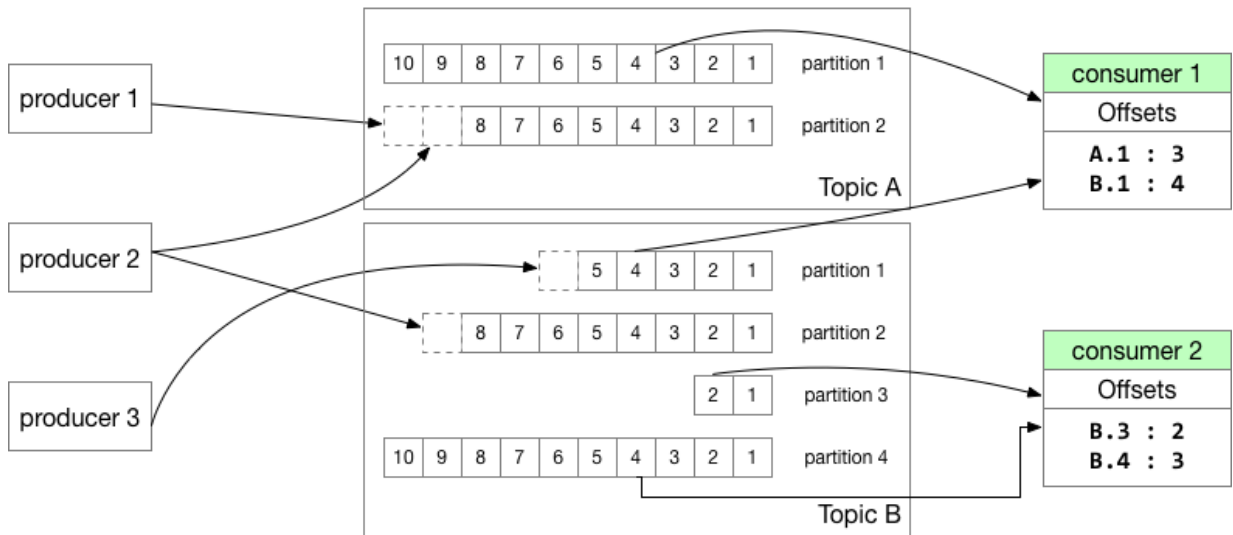 producer 1
producer 2
producer 3
10 9 8 7 6 5 4 3 2 1 partition 1
8 7 6 5 4 3 2 1 partition 2
Topic A
5 4 3 2 1 partition 1
8 7 6 5 4 3 2 1 partition 2
2 1 partition 3
10 9 8 7 6 5 4 3 2 1 partition 4
Topic B
consumer 1
Offsets
A.1 : 3
B.1 : 4
consumer 2
Offsets
B.3 : 2
B.4 : 3